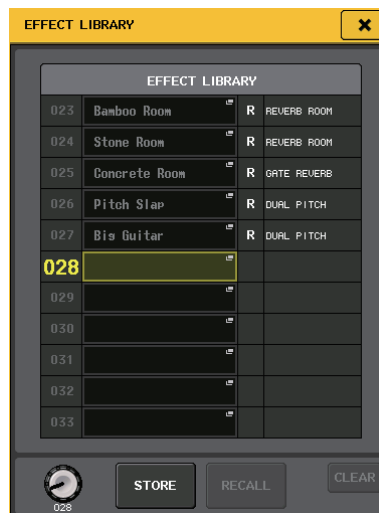 EFFECT LIBRARY
EFFECT LIBRARY
023 Bamboo Room R REVERB ROOM
024 Stone Room R REVERB ROOM
025 Concrete Room R GATE REVERB
026 Pitch Slap R DUAL PITCH
027 Big Guitar R DUAL PITCH
028
029
030
031
032
033
028 STORE RECALL CLEAR